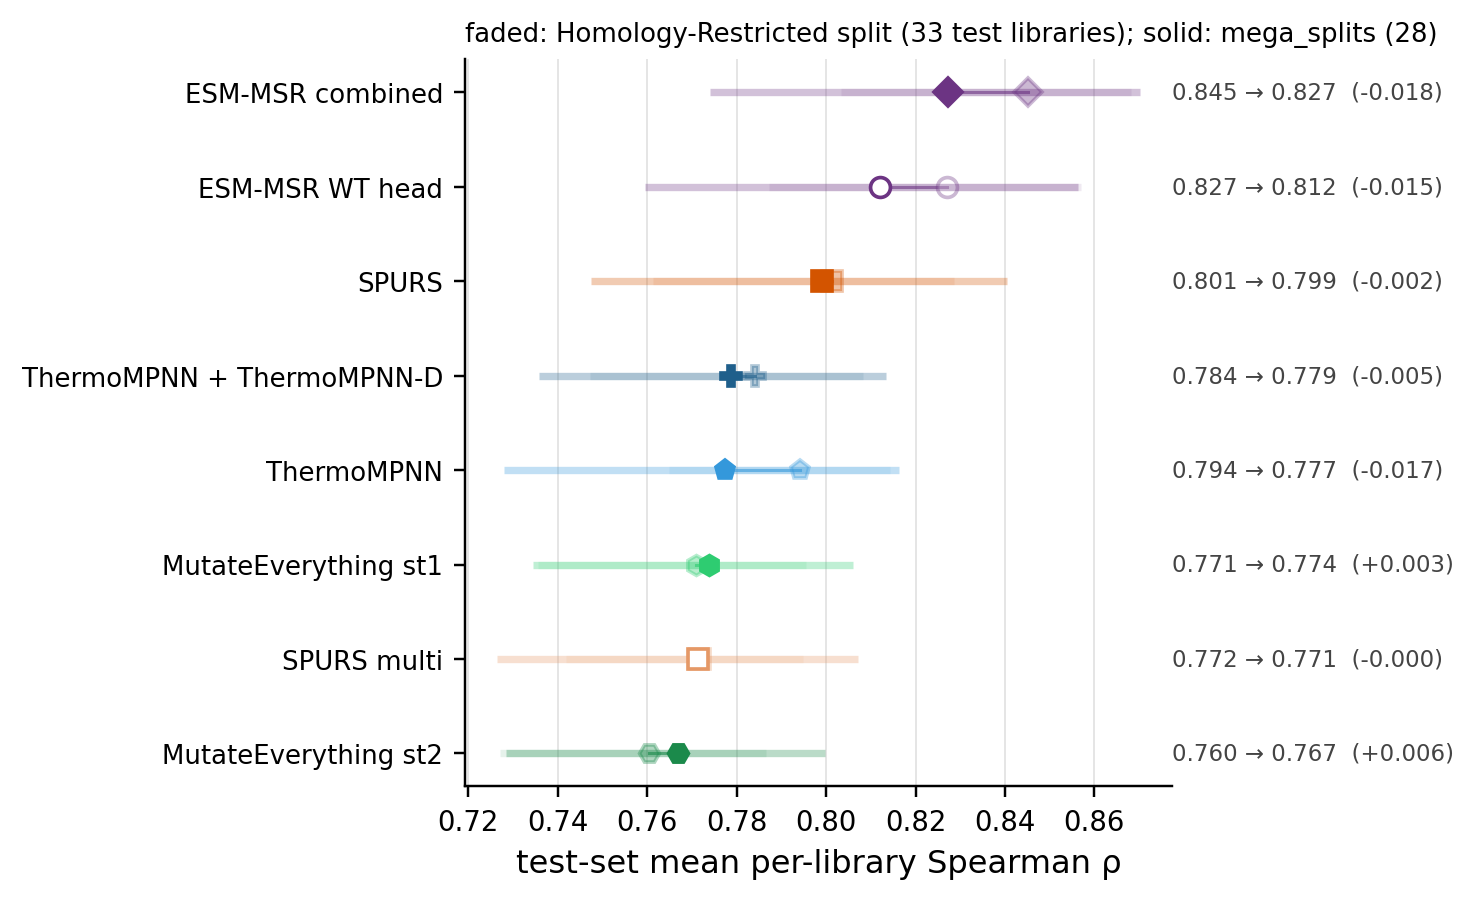 faded: Homology-Restricted split (33 test libraries); solid: mega_splits (28)
ESM-MSR combined 0.845 → 0.827 (-0.018)
ESM-MSR WT head 0.827 → 0.812 (-0.015)
SPURS 0.801 → 0.799 (-0.002)
ThermoMPNN + ThermoMPNN-D 0.784 → 0.779 (-0.005)
ThermoMPNN 0.794 → 0.777 (-0.017)
MutateEverything st1 0.771 → 0.774 (+0.003)
SPURS multi 0.772 → 0.771 (-0.000)
MutateEverything st2 0.760 → 0.767 (+0.006)
0.72 0.74 0.76 0.78 0.80 0.82 0.84 0.86
test-set mean per-library Spearman ρ